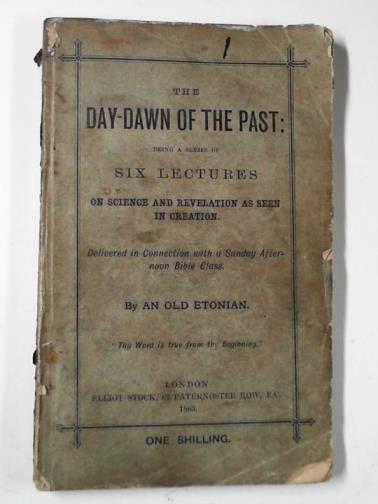 THE
DAY-DAWN OF THE PAST:
BEING A SERIES OF
SIX LECTURES
ON SCIENCE AND REVELATION AS SEEN
IN CREATION.
Delivered in Connection with a Sunday After-
noon Bible Class.
By AN OLD ETONIAN.
"Thy Word is true from the Beginning."
LONDON
ELLIOT STOCK, 62 PATERNOSTER ROW, E.C.
1883.
ONE SHILLING.